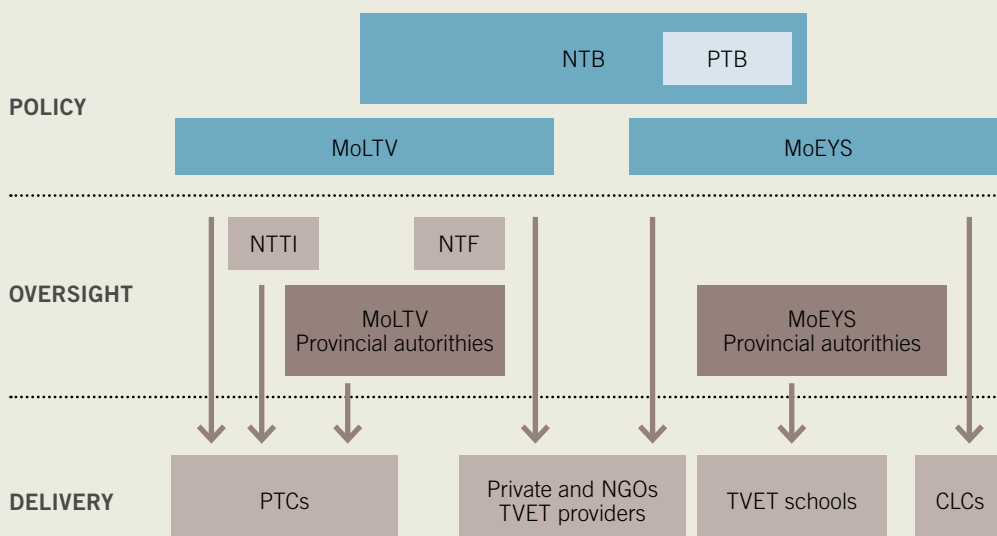 NTB
PTB
POLICY
MoLTV
MoEYS
NTTI
NTF
OVERSIGHT
MoLTV
Provincial autorithies
MoEYS
Provincial autorithies
DELIVERY
PTCs
Private and NGOs
TVET providers
TVET schools
CLCs